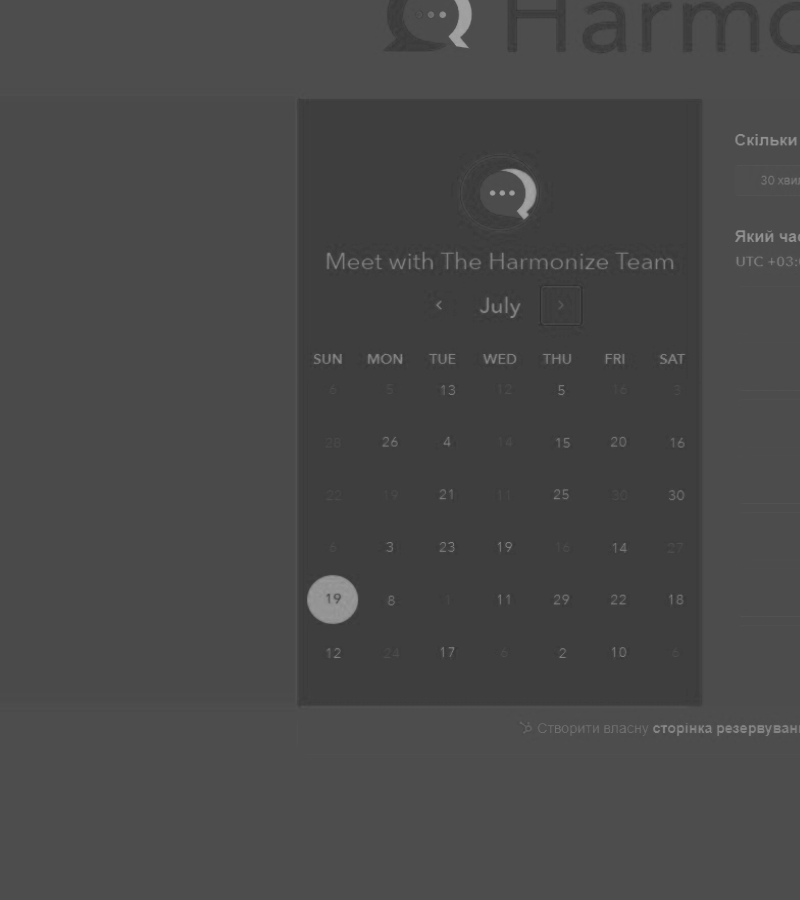 Harmo
Скільки
30 хви
Який ча
UTC +03:
Meet with The Harmonize Team
July
SUN MON TUE WED THU FRI SAT
6 5 13 12 5 16 3
28 26 4 14 15 20 16
22 19 21 11 25 30 30
6 3 23 19 16 14 27
19 8 1 11 29 22 18
12 24 17 6 2 10 6
Створити власну сторінка резервуван